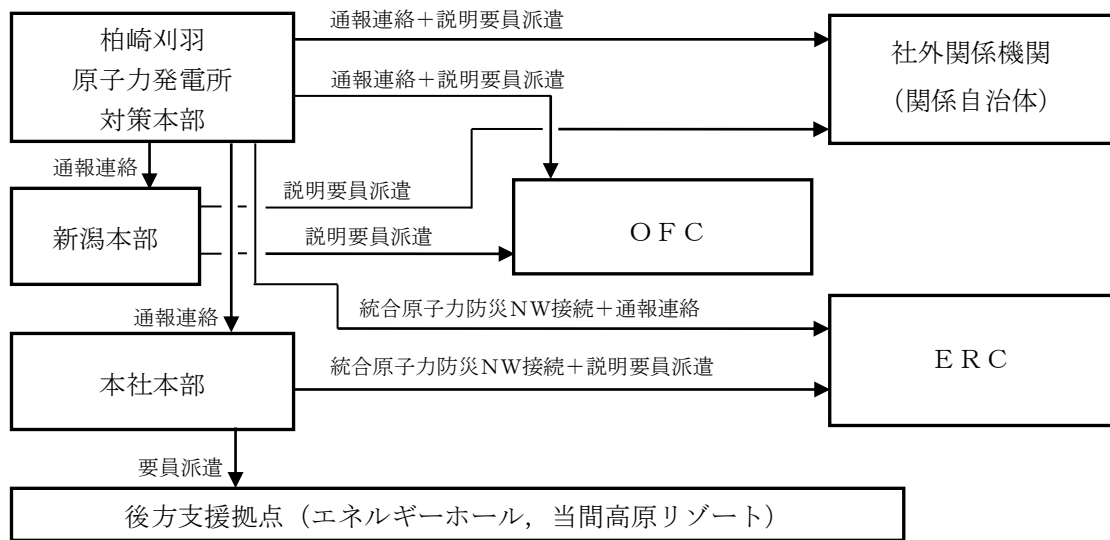 通報連絡+説明要員派遣
柏崎刈羽
原子力発電所
対策本部
社外関係機関
(関係自治体)
通報連絡+説明要員派遣
通報連絡
説明要員派遣
新潟本部
説明要員派遣
OFC
統合原子力防災NW接続+通報連絡
通報連絡
本社本部
統合原子力防災NW接続+説明要員派遣
ERC
要員派遣
後方支援拠点(エネルギーホール,当間高原リゾート)